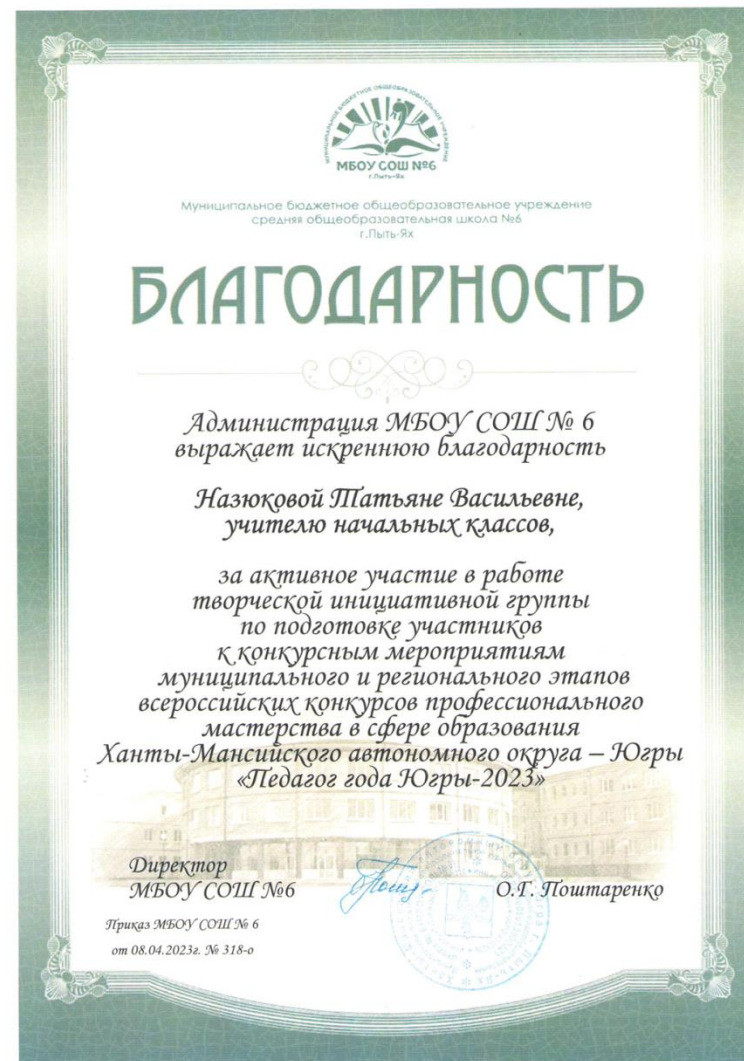 МУНИЦИПАЛЬНОЕ БЮДЖЕТНОЕ ОБЩЕОБРАЗОВАТЕЛЬНОЕ УЧРЕЖДЕНИЕ
МБОУ СОШ №6
г.Пыть-Ях
Муниципальное бюджетное общеобразовательное учреждение
средняя общеобразовательная школа №6
г.Пыть-Ях
БЛАГОДАРНОСТЬ
Администрация МБОУ СОШ № 6
выражает искреннюю благодарность
Назюковой Татьяне Васильевне,
учителю начальных классов,
за активное участие в работе
творческой инициативной группы
по подготовке участников
к конкурсным мероприятиям
муниципального и регионального этапов
всероссийских конкурсов профессионального
мастерства в сфере образования
Ханты-Мансийского автономного округа – Югры
«Педагог года Югры-2023»
Директор
МБОУ СОШ №6
О.Г. Поштаренко
Приказ МБОУ СОШ № 6
от 08.04.2023г. № 318-о